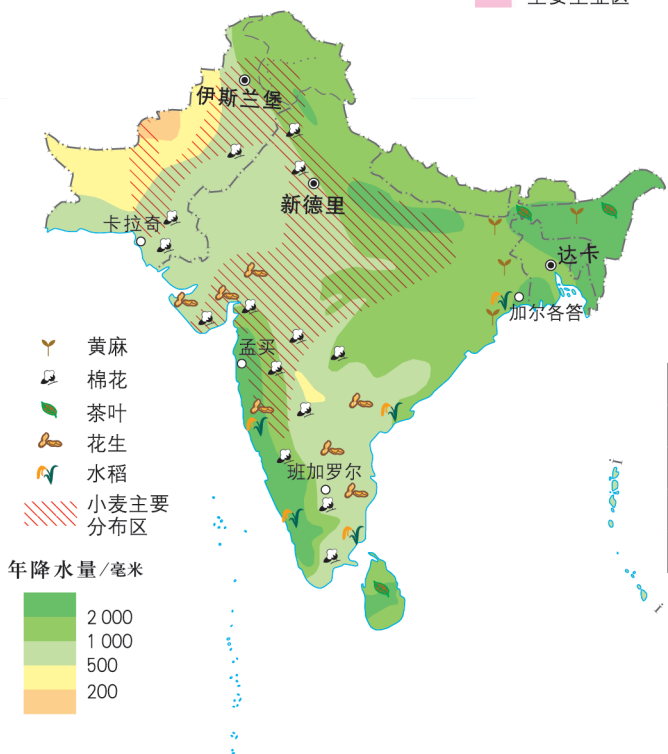 伊斯兰堡
新德里
卡拉奇
达卡
加尔各答
孟买
班加罗尔
黄麻
棉花
茶叶
花生
水稻
小麦主要
分布区
年降水量/毫米
2 000
1 000
500
200